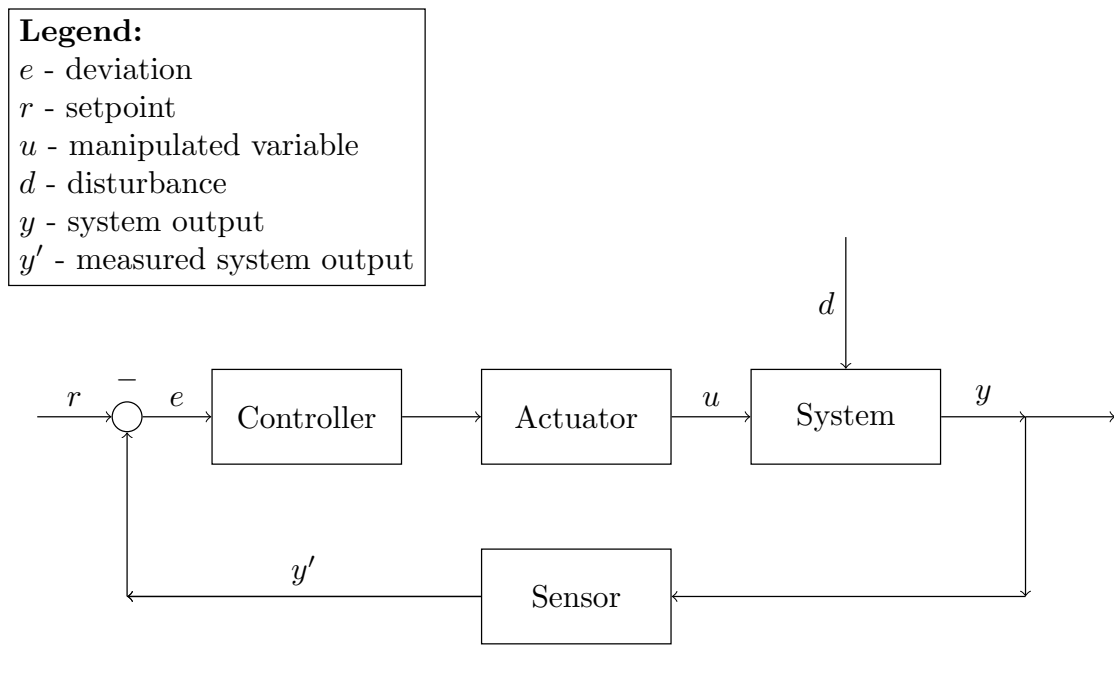 Legend:
e - deviation
r - setpoint
u - manipulated variable
d - disturbance
y - system output
y′ - measured system output
d
−
r
e
Controller
Actuator
u
System
y
y′
Sensor